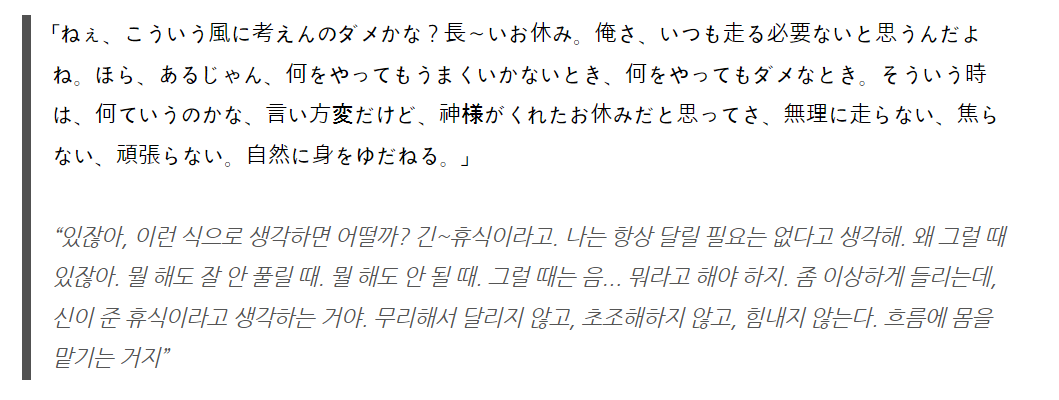 「ねぇ、こういう風に考えんのダメかな？長～いお休み。俺さ、いつも走る必要ないと思うんだよ
ね。ほら、あるじゃん、何をやってもうまくいかないとき、何をやってもダメなとき。そういう時
は、何ていうのかな、言い方変だけど、神様がくれたお休みだと思ってさ、無理に走らない、焦ら
ない、頑張らない。自然に身をゆだねる。」
“있잖아, 이런 식으로 생각하면 어떨까? 긴~휴식이라고. 나는 항상 달릴 필요는 없다고 생각해. 왜 그럴 때
있잖아. 뭘 해도 잘 안 풀릴 때. 뭘 해도 안 될 때. 그럴 때는 음... 뭐라고 해야 하지. 좀 이상하게 들리는데,
신이 준 휴식이라고 생각하는 거야. 무리해서 달리지 않고, 초조해하지 않고, 힘내지 않는다. 흐름에 몸을
맡기는 거지”